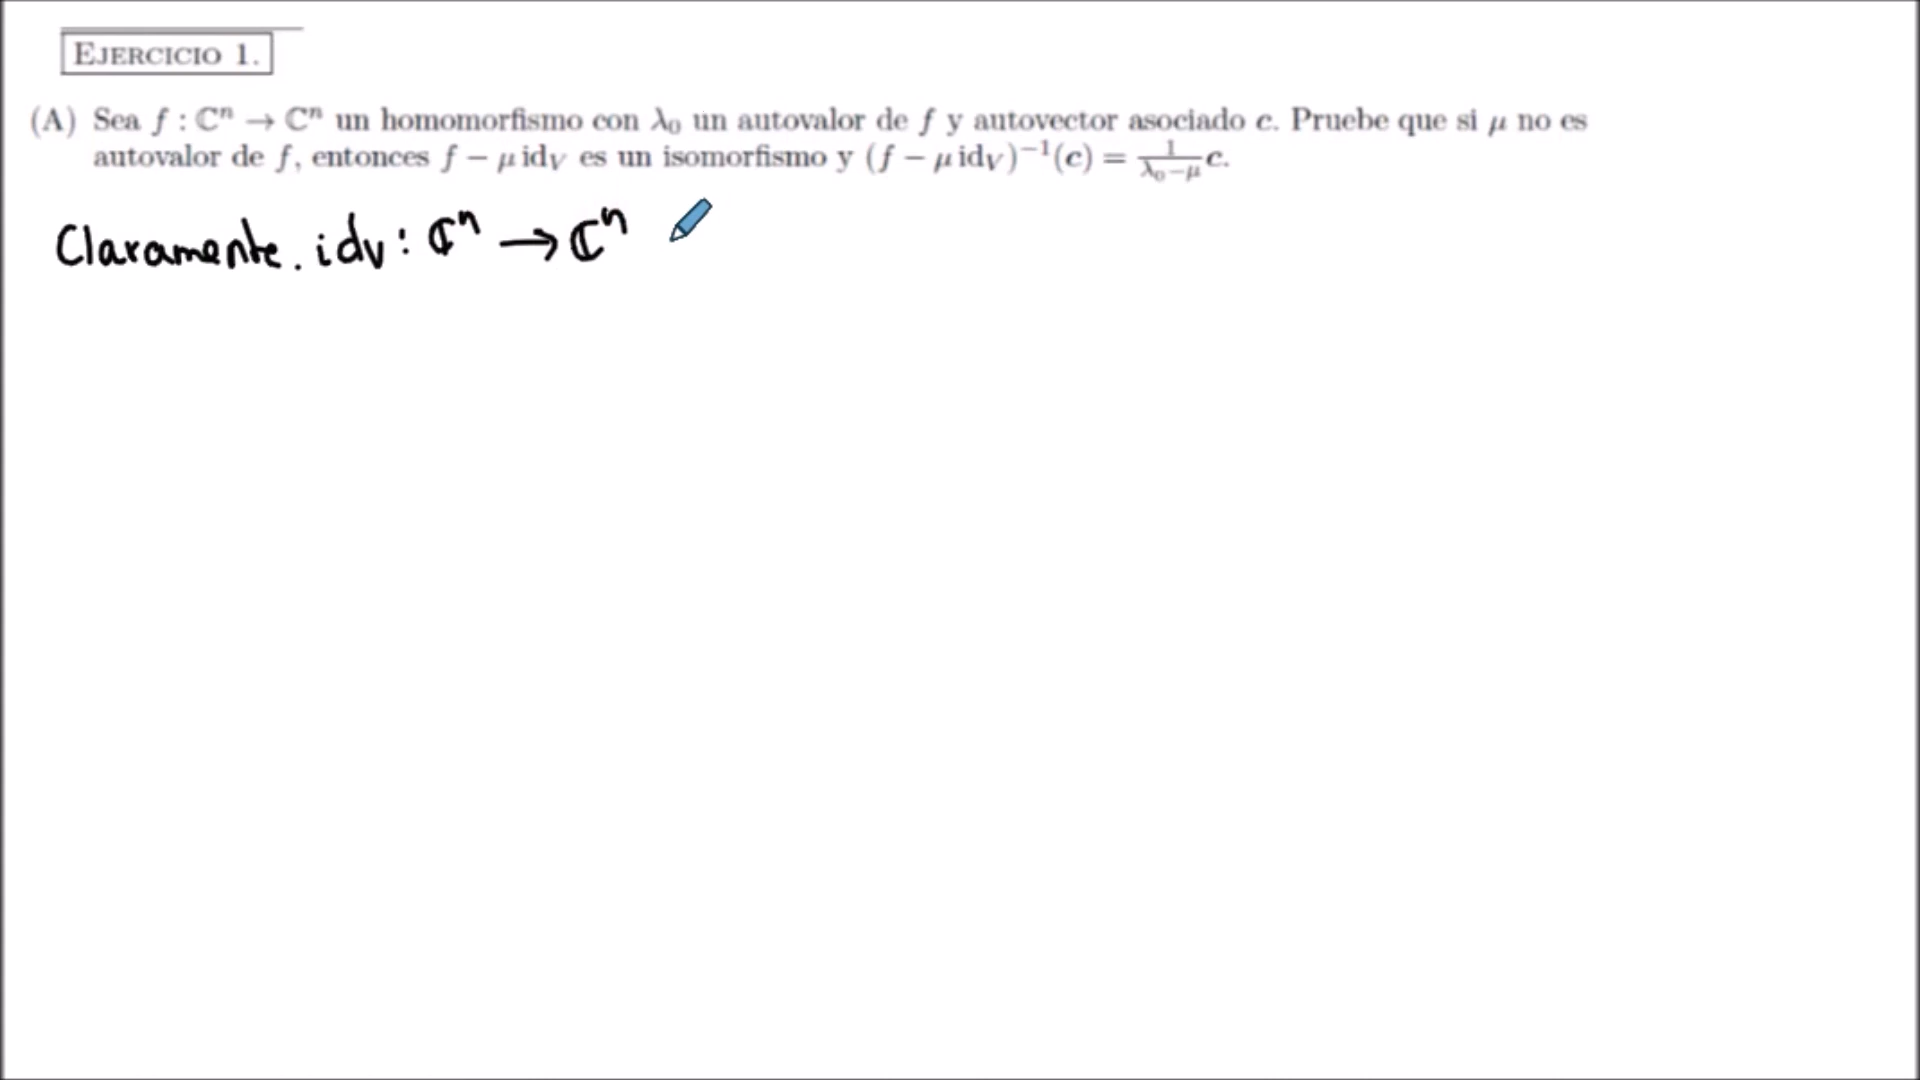 EJERCICIO 1.
(A) Sea f : ℂⁿ → ℂⁿ un homomorfismo con λ₀ un autovalor de f y autovector asociado c. Pruebe que si μ no es
autovalor de f, entonces f − μ id_V es un isomorfismo y (f − μ id_V)⁻¹(c) = 1/(λ₀−μ) c.
Claramente. idv : ℂⁿ → ℂⁿ